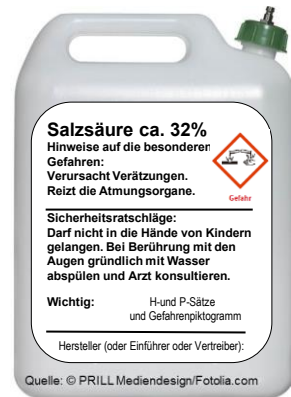 Salzsäure ca. 32%
Hinweise auf die besonderen
Gefahren:
Verursacht Verätzungen.
Reizt die Atmungsorgane.
Gefahr
Sicherheitsratschläge:
Darf nicht in die Hände von Kindern
gelangen. Bei Berührung mit den
Augen gründlich mit Wasser
abspülen und Arzt konsultieren.
Wichtig: H-und P-Sätze
und Gefahrenpiktogramm
Hersteller (oder Einführer oder Vertreiber):
Quelle: © PRILL Mediendesign/Fotolia.com